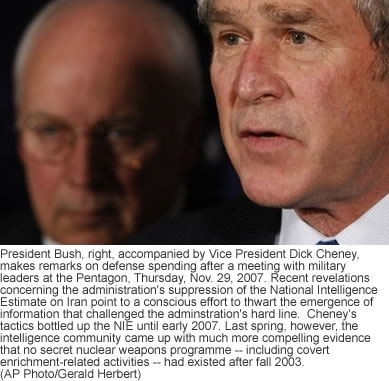 President Bush, right, accompanied by Vice President Dick Cheney,
makes remarks on defense spending after a meeting with military
leaders at the Pentagon, Thursday, Nov. 29, 2007. Recent revelations
concerning the administration's suppression of the National Intelligence
Estimate on Iran point to a conscious effort to thwart the emergence of
information that challenged the adminstration's hard line.  Cheney's
tactics bottled up the NIE until early 2007. Last spring, however, the
intelligence community came up with much more compelling evidence
that no secret nuclear weapons programme -- including covert
enrichment-related activities -- had existed after fall 2003.
(AP Photo/Gerald Herbert)